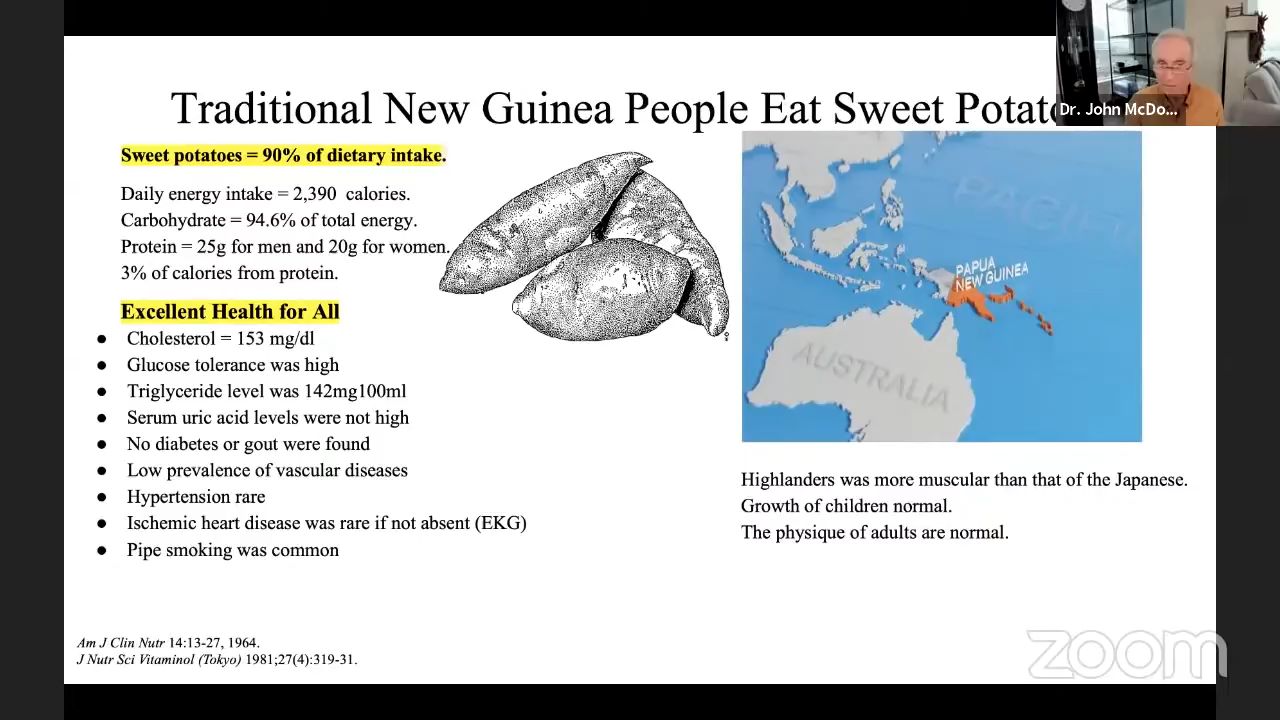 Traditional New Guinea People Eat Sweet Potato
Dr. John McDo...
Sweet potatoes = 90% of dietary intake.
Daily energy intake = 2,390 calories.
Carbohydrate = 94.6% of total energy.
Protein = 25g for men and 20g for women.
3% of calories from protein.
Excellent Health for All
● Cholesterol = 153 mg/dl
● Glucose tolerance was high
● Triglyceride level was 142mg100ml
● Serum uric acid levels were not high
● No diabetes or gout were found
● Low prevalence of vascular diseases
● Hypertension rare
● Ischemic heart disease was rare if not absent (EKG)
● Pipe smoking was common
PACIFI
PAPUA
NEW GUINEA
AUSTRALIA
Highlanders was more muscular than that of the Japanese.
Growth of children normal.
The physique of adults are normal.
Am J Clin Nutr 14:13-27, 1964.
J Nutr Sci Vitaminol (Tokyo) 1981;27(4):319-31.
zoom